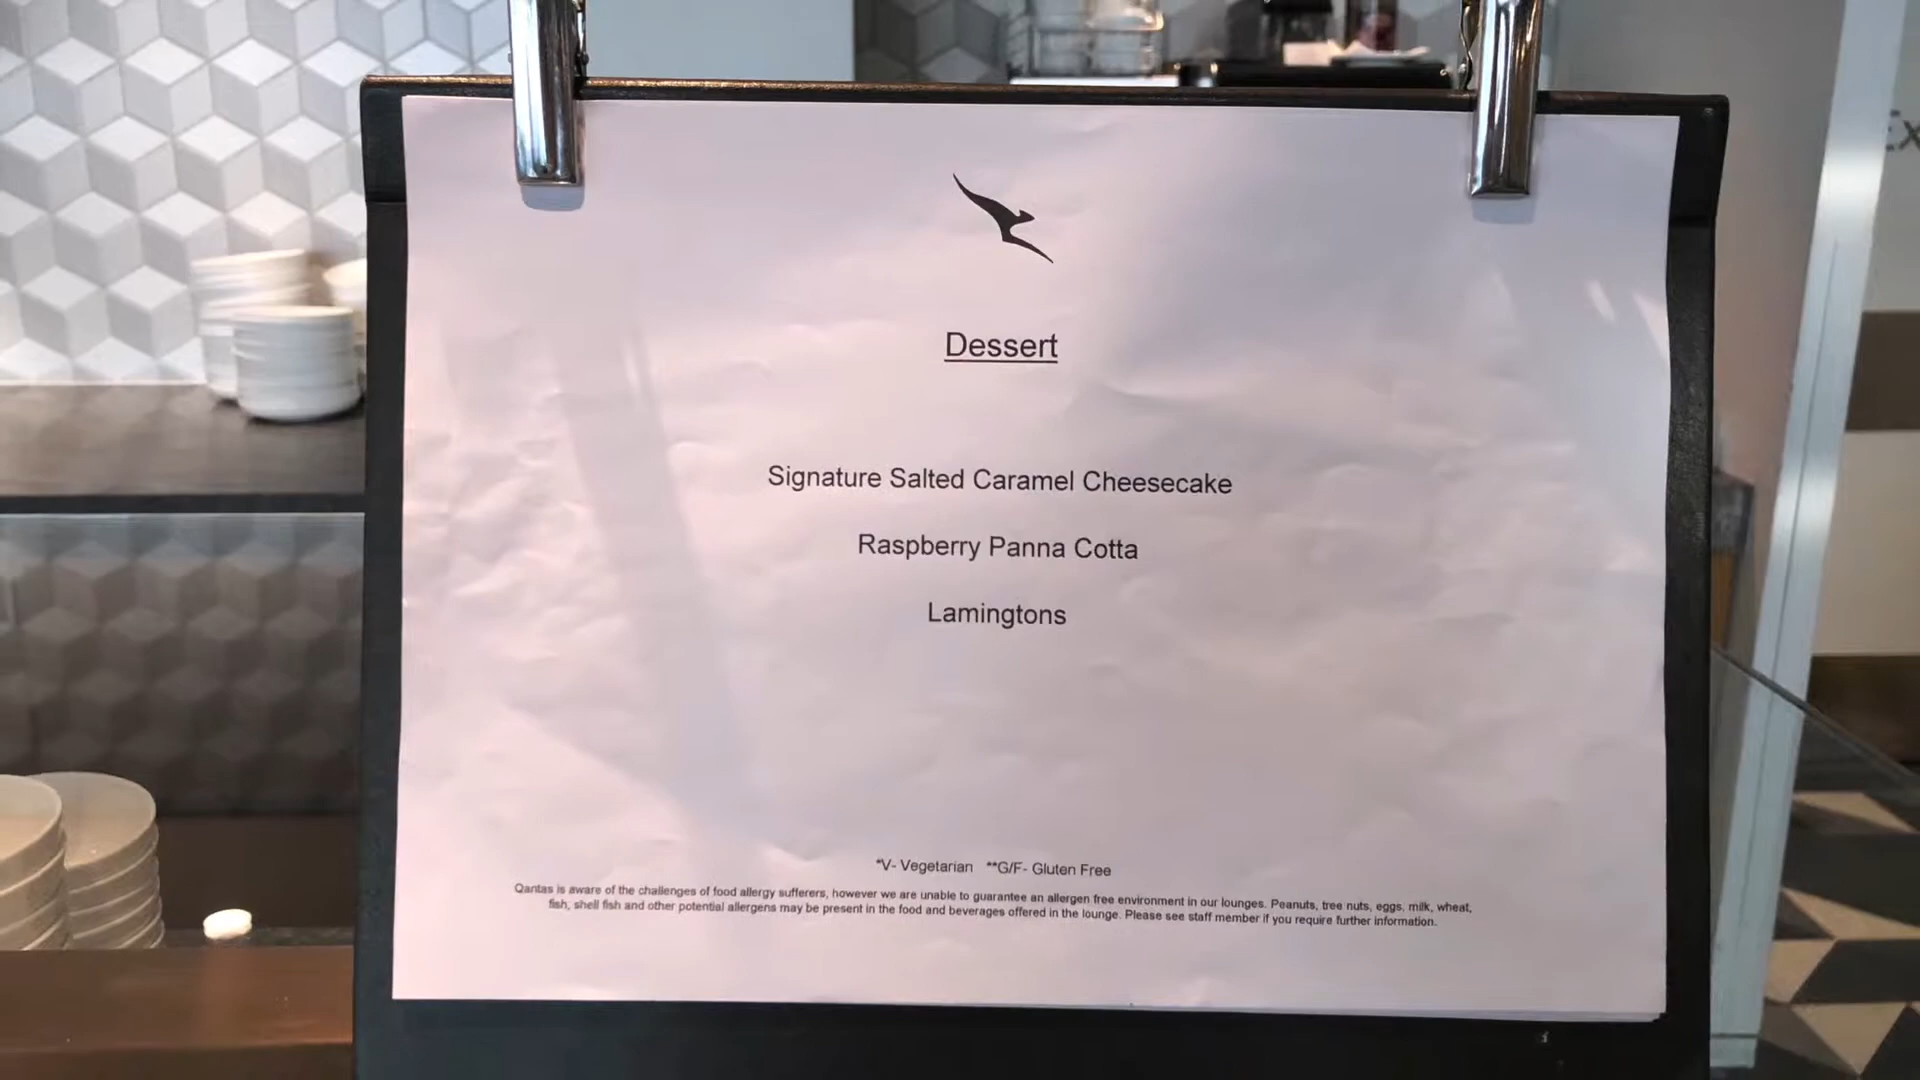 Dessert
Signature Salted Caramel Cheesecake
Raspberry Panna Cotta
Lamingtons
*V- Vegetarian **G/F- Gluten Free
Qantas is aware of the challenges of food allergy sufferers, however we are unable to guarantee an allergen free environment in our lounges. Peanuts, tree nuts, eggs, milk, wheat,
fish, shell fish and other potential allergens may be present in the food and beverages offered in the lounge. Please see staff member if you require further information.